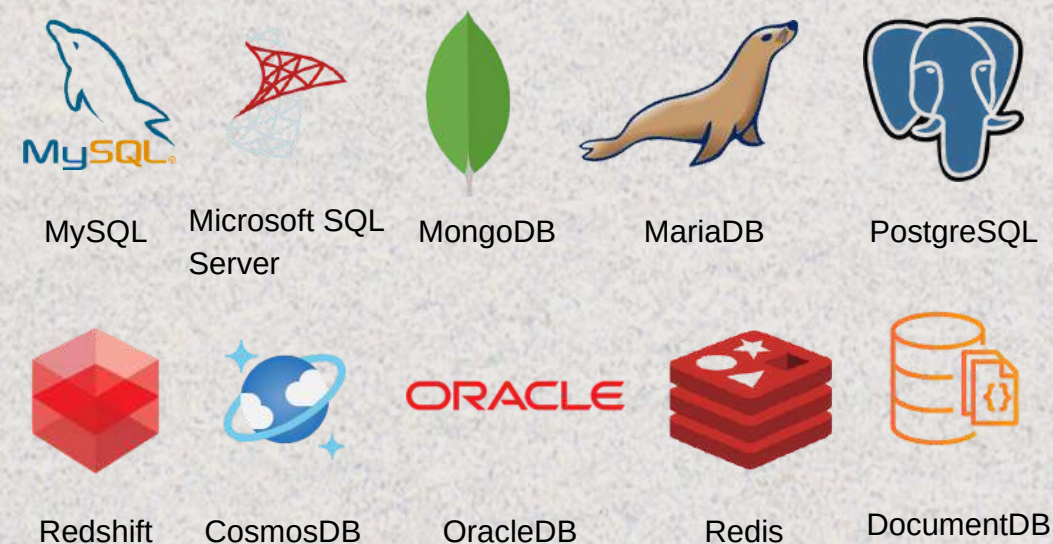 MySQL®
MySQL
Microsoft SQL
Server
MongoDB
MariaDB
PostgreSQL
{}
ORACLE
Redshift
CosmosDB
OracleDB
Redis
DocumentDB